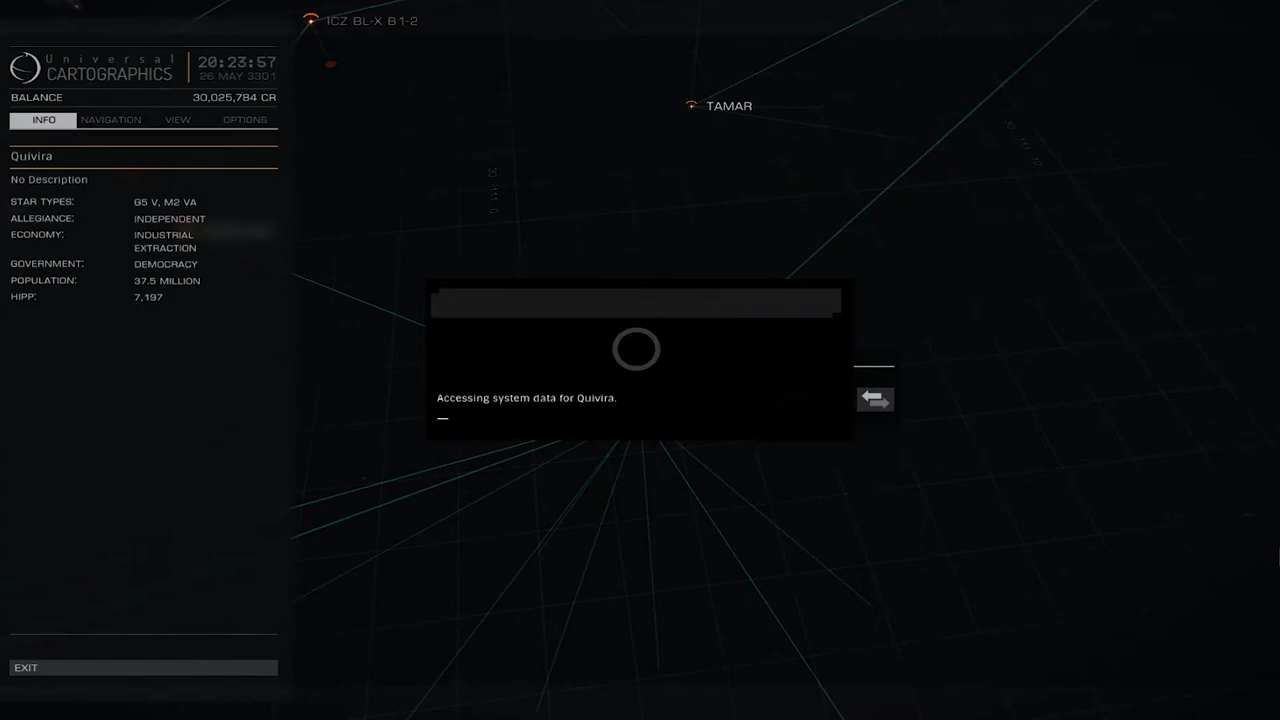 ICZ BL-X B1-2
Universal
CARTOGRAPHICS
20:23:57
26 MAY 3301
BALANCE 30,025,784 CR
INFO NAVIGATION VIEW OPTIONS
TAMAR
Quivira
No Description
STAR TYPES: G5 V, M2 VA
ALLEGIANCE: INDEPENDENT
ECONOMY: INDUSTRIAL
EXTRACTION
GOVERNMENT: DEMOCRACY
POPULATION: 37.5 MILLION
HIPP: 7,197
Accessing system data for Quivira.
EXIT